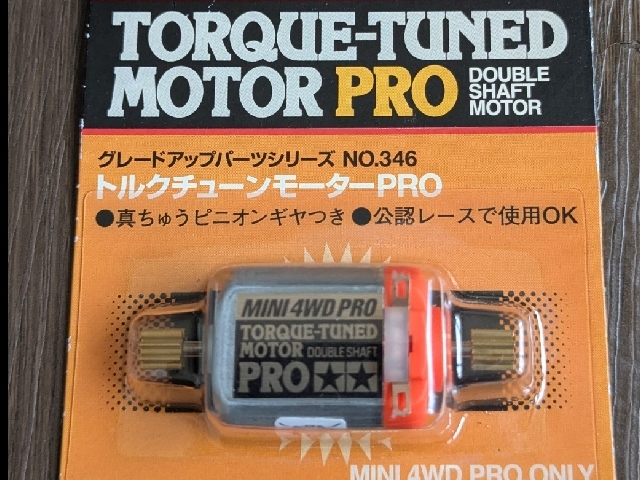 TORQUE-TUNED
MOTOR PRO DOUBLE SHAFT MOTOR
グレードアップパーツシリーズ NO.346
トルクチューンモーターPRO
●真ちゅうピニオンギヤつき ●公認レースで使用OK
MINI 4WD PRO
TORQUE-TUNED
MOTOR DOUBLE SHAFT
PRO ★★
MINI 4WD PRO ONLY